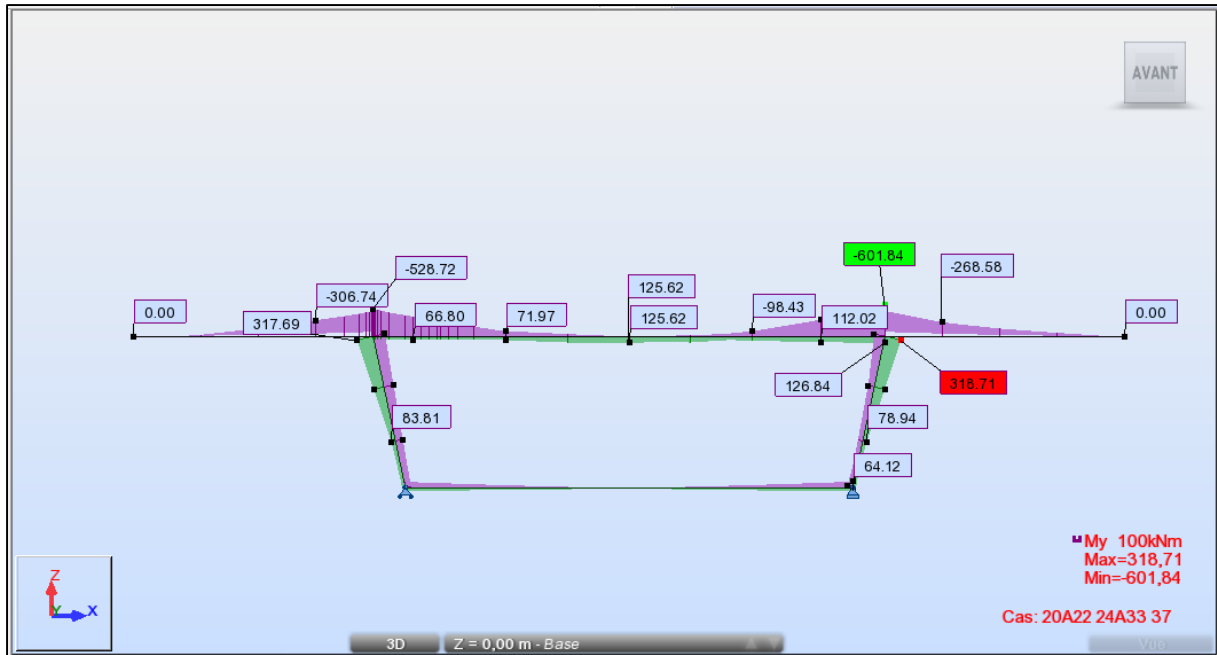 AVANT
-601.84
-528.72
-268.58
125.62
-306.74
0.00
-98.43
0.00
317.69
66.80
71.97
125.62
112.02
126.84
318.71
83.81
78.94
64.12
My 100kNm
Max=318,71
Min=-601,84
Cas: 20A22 24A33 37
Z
Y
X
3D
Z = 0,00 m - Base
Vue